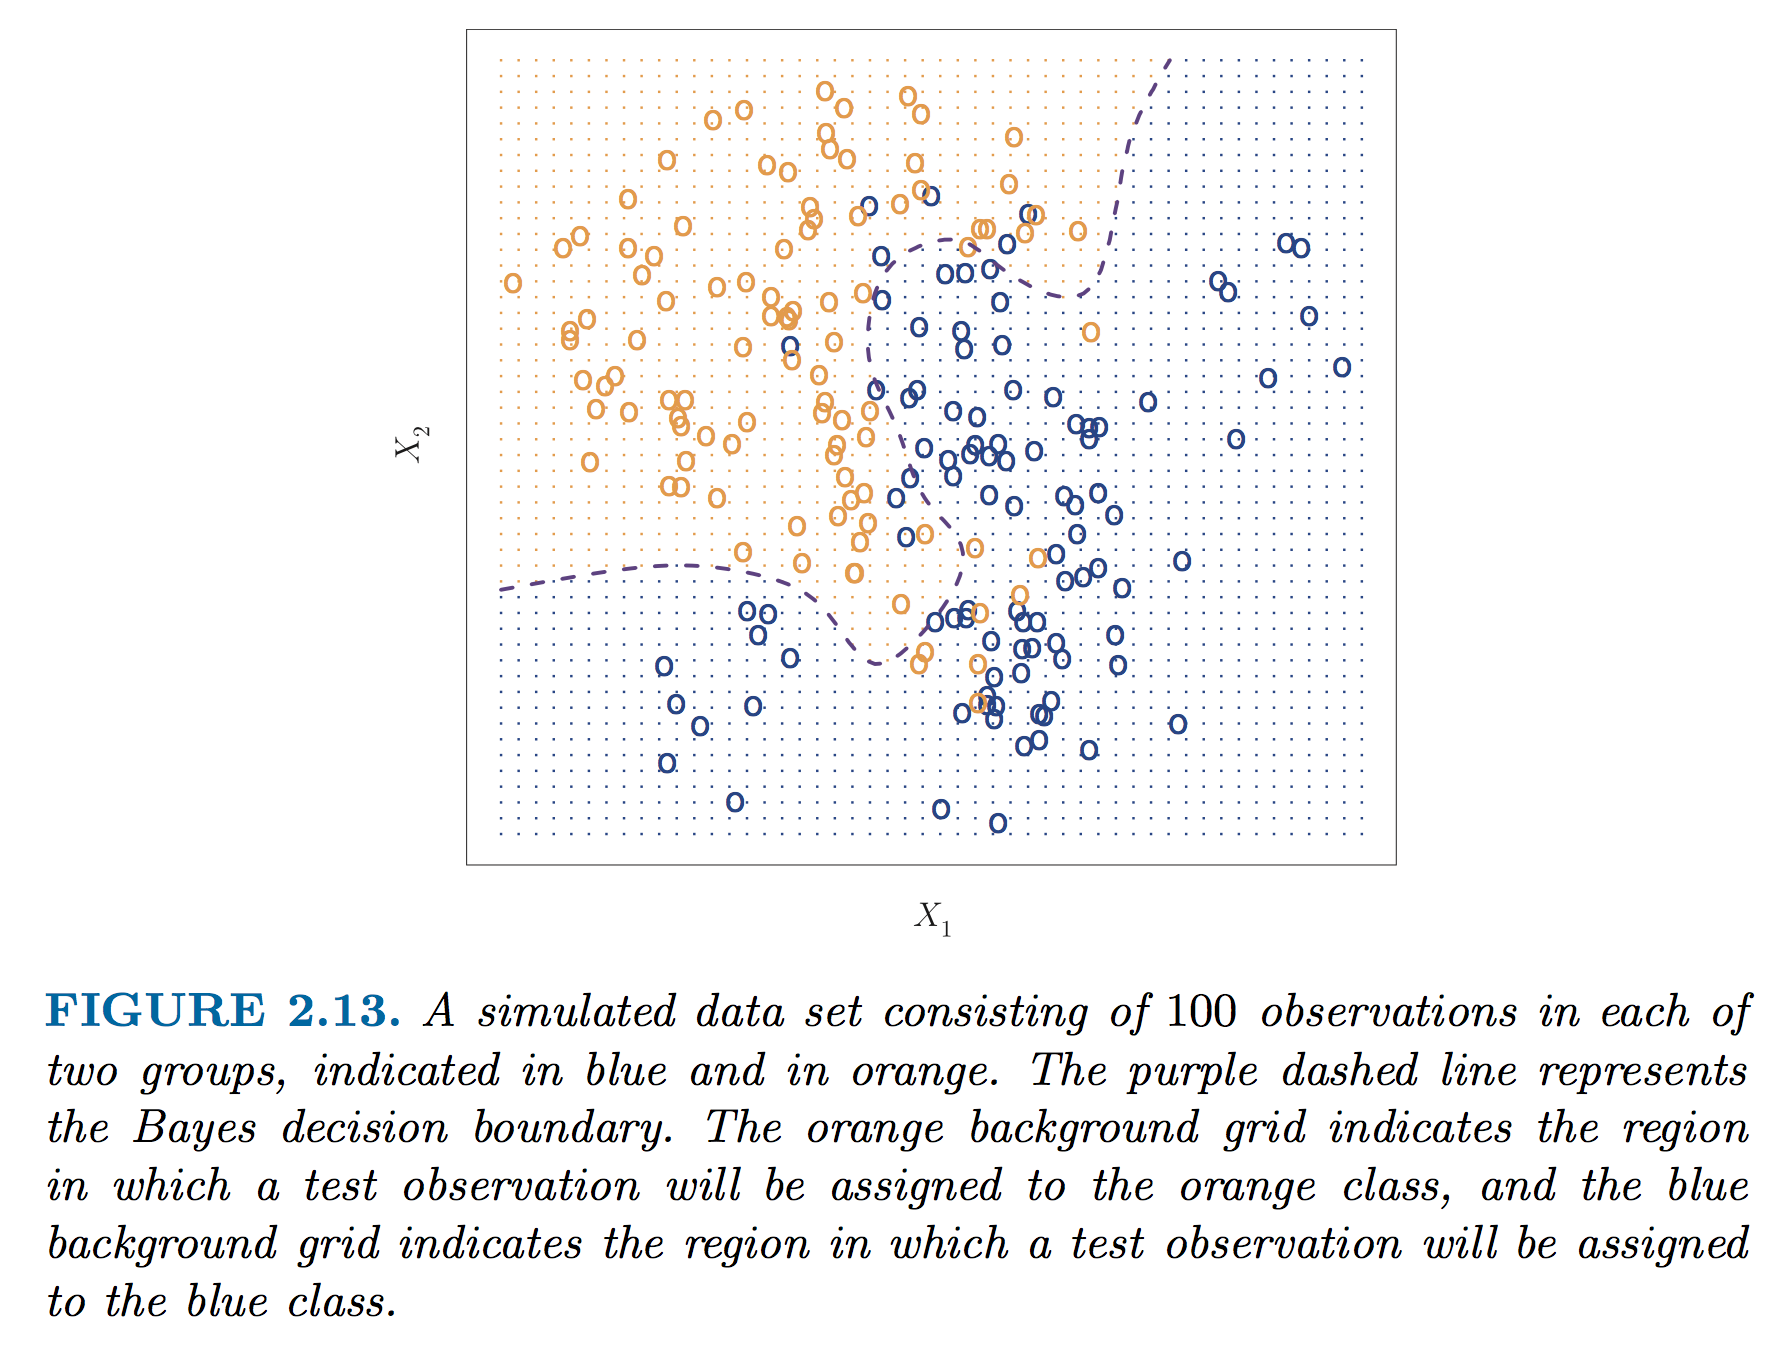 X2
X1
FIGURE 2.13. A simulated data set consisting of 100 observations in each of
two groups, indicated in blue and in orange. The purple dashed line represents
the Bayes decision boundary. The orange background grid indicates the region
in which a test observation will be assigned to the orange class, and the blue
background grid indicates the region in which a test observation will be assigned
to the blue class.